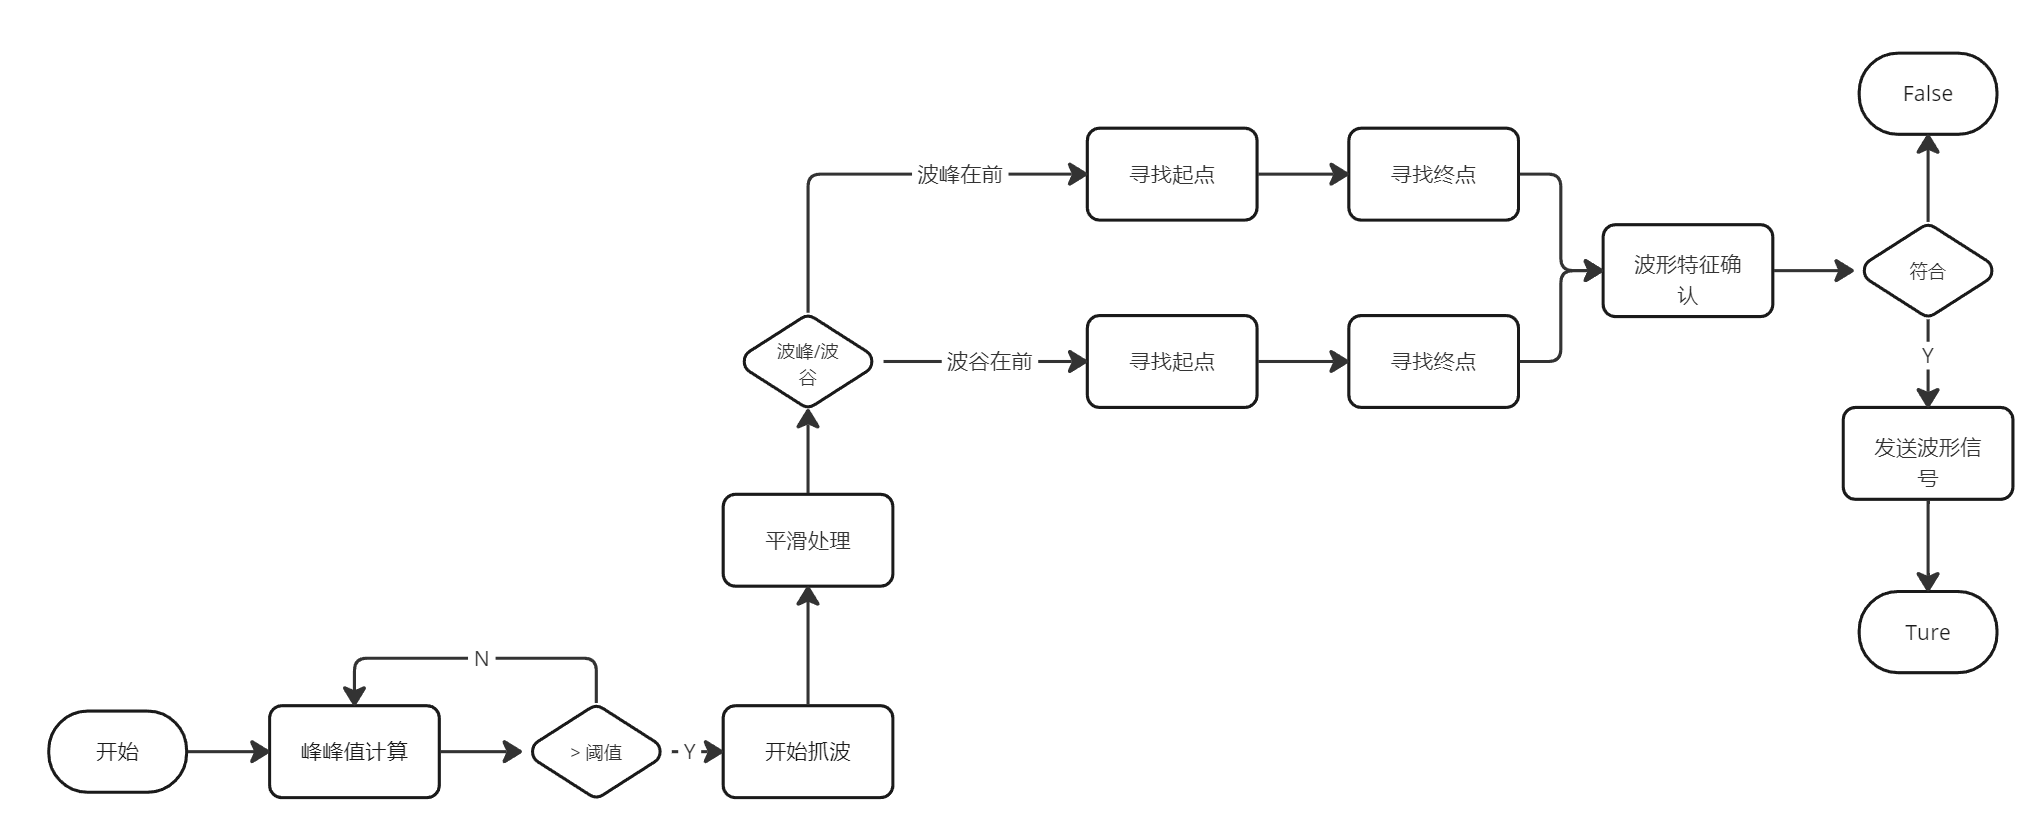 开始
峰峰值计算
N
> 阈值
Y
开始抓波
平滑处理
波峰/波
谷
波峰在前
寻找起点
寻找终点
波谷在前
寻找起点
寻找终点
波形特征确
认
符合
False
Y
发送波形信
号
Ture